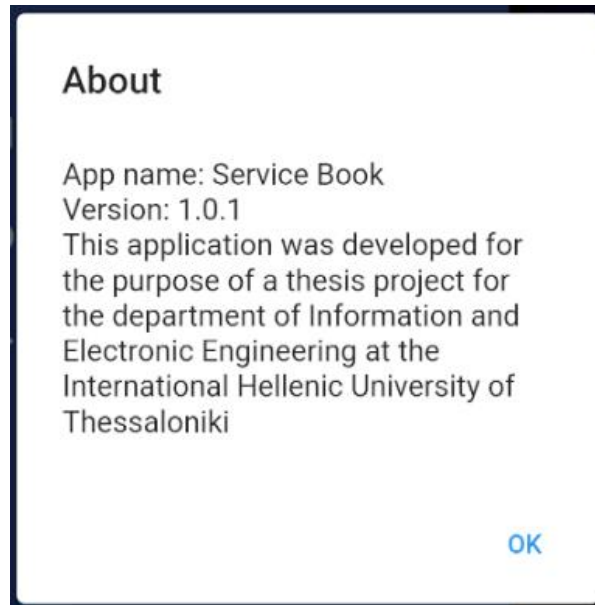 About
App name: Service Book
Version: 1.0.1
This application was developed for
the purpose of a thesis project for
the department of Information and
Electronic Engineering at the
International Hellenic University of
Thessaloniki
OK